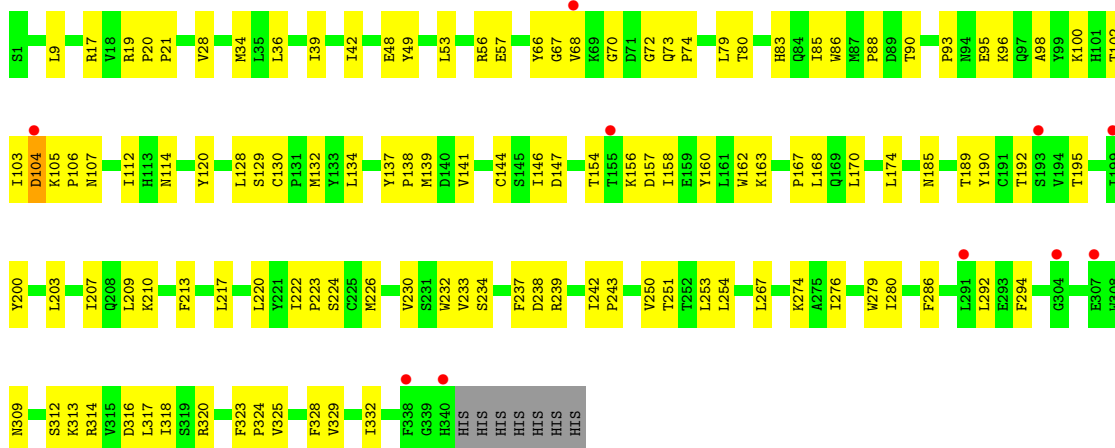 S1 L9 R17 V18 R19 P20 P21 V28 M34 L35 L36 I39 I42 E48 Y49 L53 R56 E57 Y66 G67 V68 K69 G70 D71 G72 Q73 P74 L79 T80 H83 Q84 I85 W86 M87 P88 D89 T90 P93 N94 E95 K96 Q97 A98 Y99 K100 H101 T102
I103 D104 K105 P106 N107 I112 H113 N114 Y120 L128 S129 C130 P131 M132 Y133 L134 Y137 P138 M139 D140 V141 C144 S145 I146 D147 T154 T155 K156 D157 I158 E159 Y160 L161 W162 K163 P167 L168 Q169 L170 L174 N185 T189 Y190 C191 T192 S193 V194 T195 I199
Y200 L203 I207 Q208 L209 K210 F213 L217 L220 Y221 I222 P223 S224 C225 M226 V230 S231 W232 V233 S234 F237 D238 R239 I242 P243 V250 T251 T252 L253 L254 L267 K274 A275 I276 W279 I280 F286 L291 L292 E293 F294 G304 E307 W308
N309 S312 K313 R314 V315 D316 L317 I318 S319 R320 F323 P324 V325 F328 V329 I332 F338 G339 H340 HIS HIS HIS HIS HIS HIS